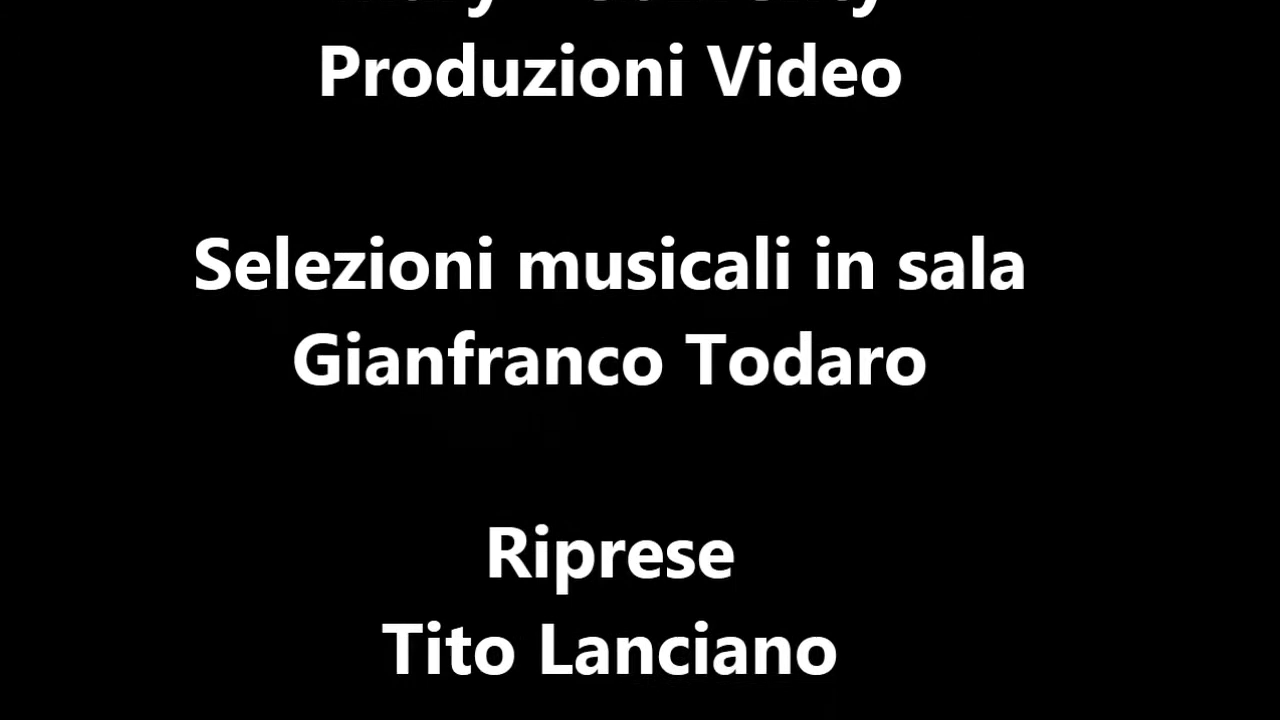 Produzioni Video
Selezioni musicali in sala
Gianfranco Todaro
Riprese
Tito Lanciano